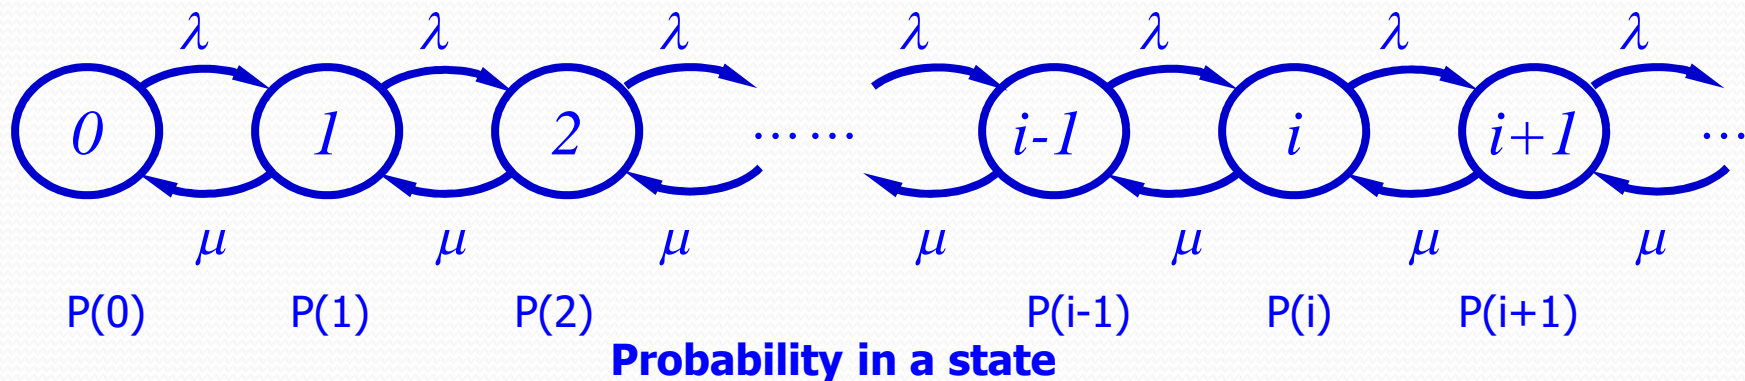 λ λ λ λ λ λ λ
0 1 2 ...... i-1 i i+1 ...
μ μ μ μ μ μ μ
P(0) P(1) P(2) P(i-1) P(i) P(i+1)
Probability in a state